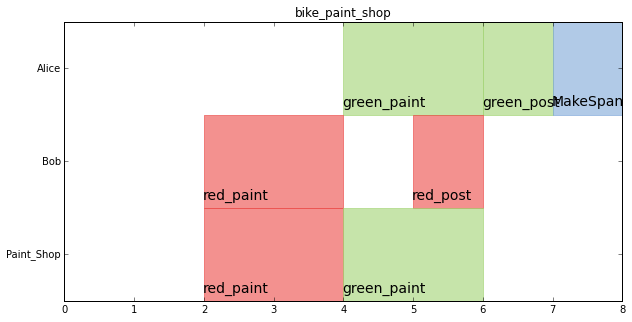 bike_paint_shop
Alice
green_paint
green_post
MakeSpan
Bob
red_paint
red_post
Paint_Shop
red_paint
green_paint
0 1 2 3 4 5 6 7 8